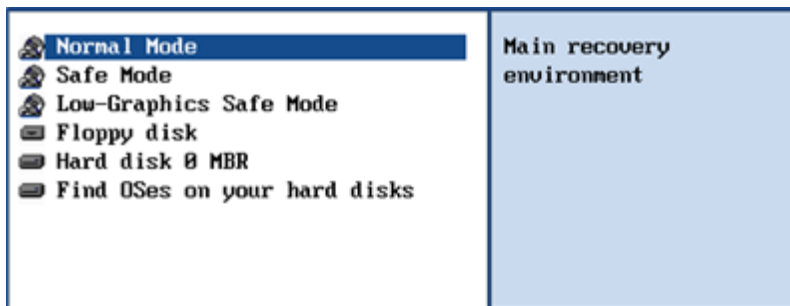 Normal Mode
Safe Mode
Low-Graphics Safe Mode
Floppy disk
Hard disk 0 MBR
Find OSes on your hard disks
Main recovery
environment